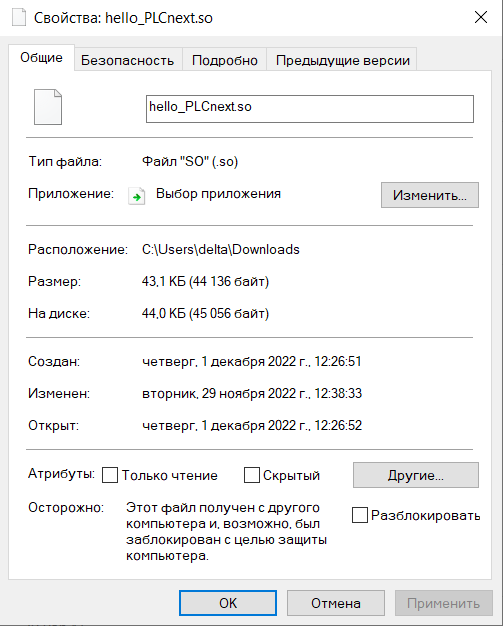 Свойства: hello_PLCnext.so
Общие Безопасность Подробно Предыдущие версии
hello_PLCnext.so
Тип файла: Файл "SO" (.so)
Приложение: Выбор приложения Изменить...
Расположение: C:\Users\delta\Downloads
Размер: 43,1 КБ (44 136 байт)
На диске: 44,0 КБ (45 056 байт)
Создан: четверг, 1 декабря 2022 г., 12:26:51
Изменен: вторник, 29 ноября 2022 г., 12:38:33
Открыт: четверг, 1 декабря 2022 г., 12:26:52
Атрибуты: Только чтение Скрытый Другие...
Осторожно: Этот файл получен с другого
компьютера и, возможно, был
заблокирован с целью защиты
компьютера.
Разблокировать
OK Отмена Применить